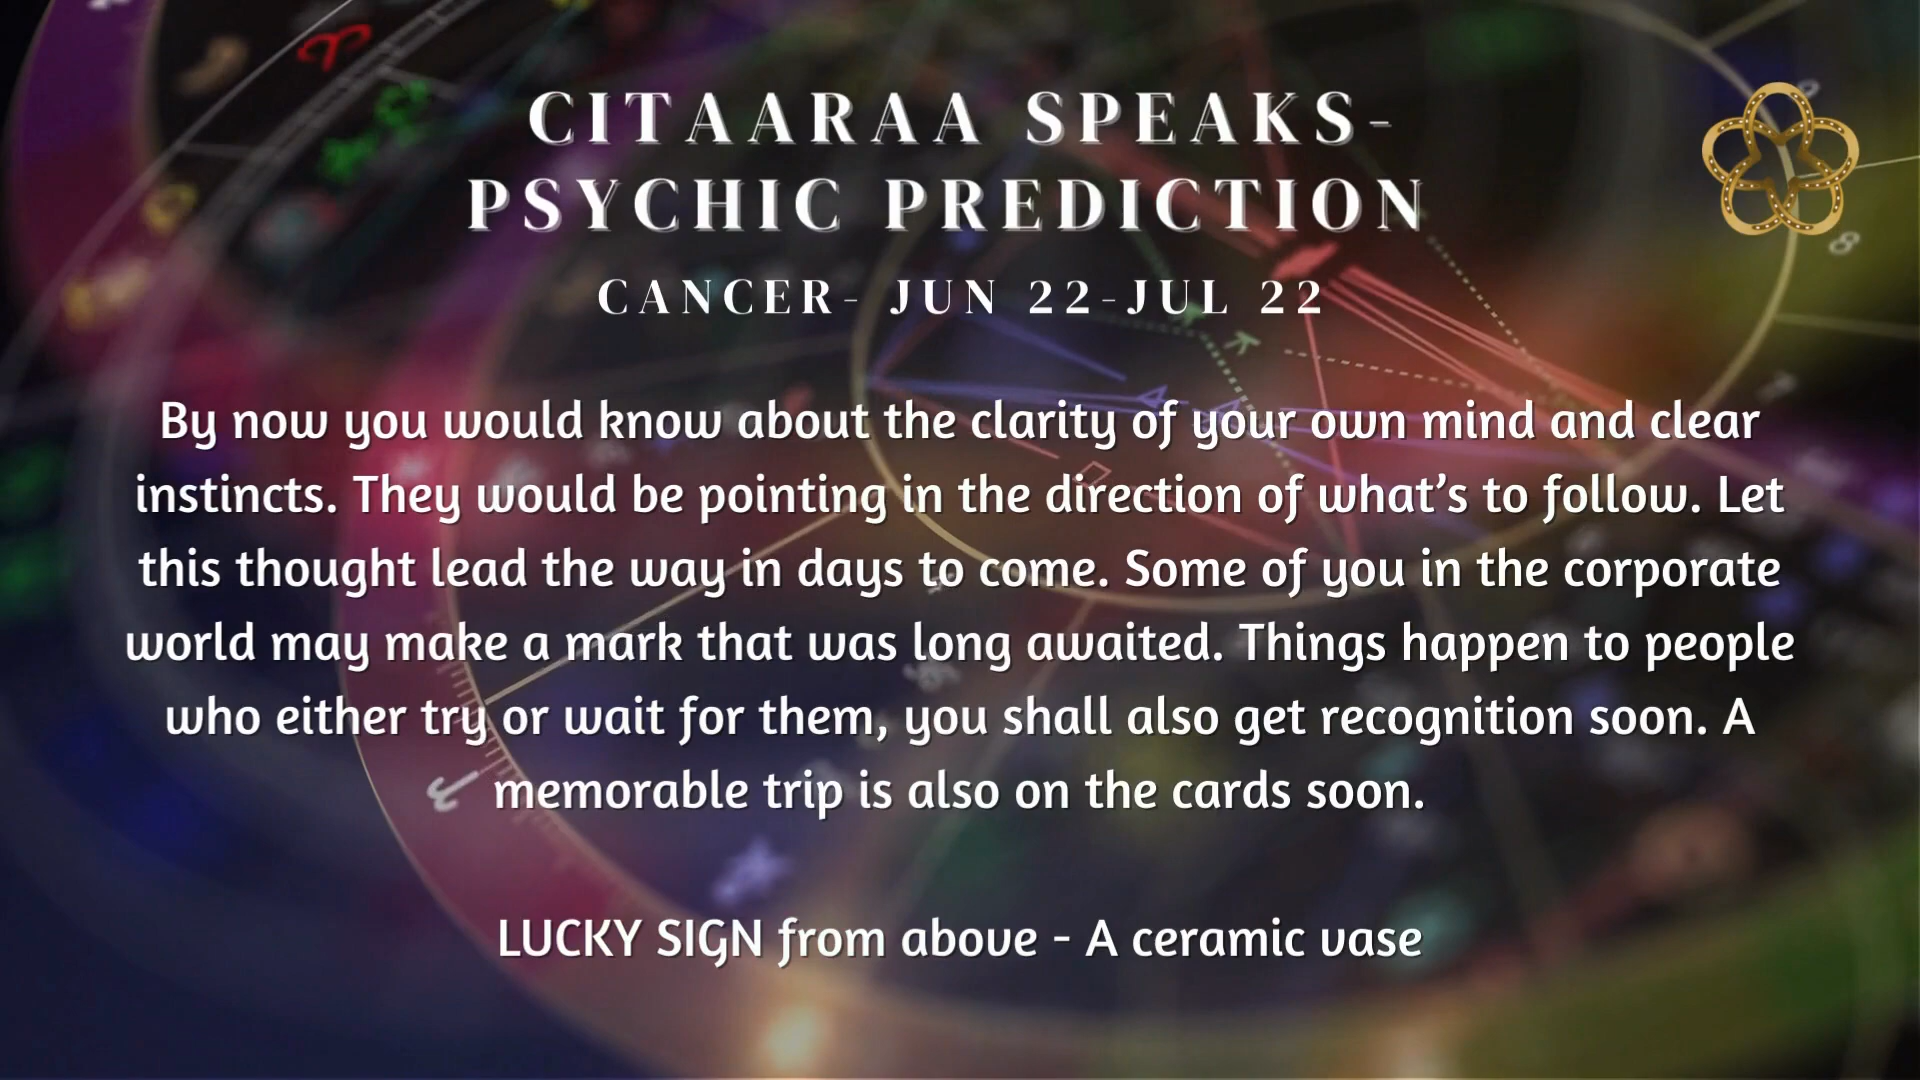 CITAARAA SPEAKS-
PSYCHIC PREDICTION
CANCER- JUN 22-JUL 22
By now you would know about the clarity of your own mind and clear
instincts. They would be pointing in the direction of what’s to follow. Let
this thought lead the way in days to come. Some of you in the corporate
world may make a mark that was long awaited. Things happen to people
who either try or wait for them, you shall also get recognition soon. A
memorable trip is also on the cards soon.
LUCKY SIGN from above - A ceramic vase